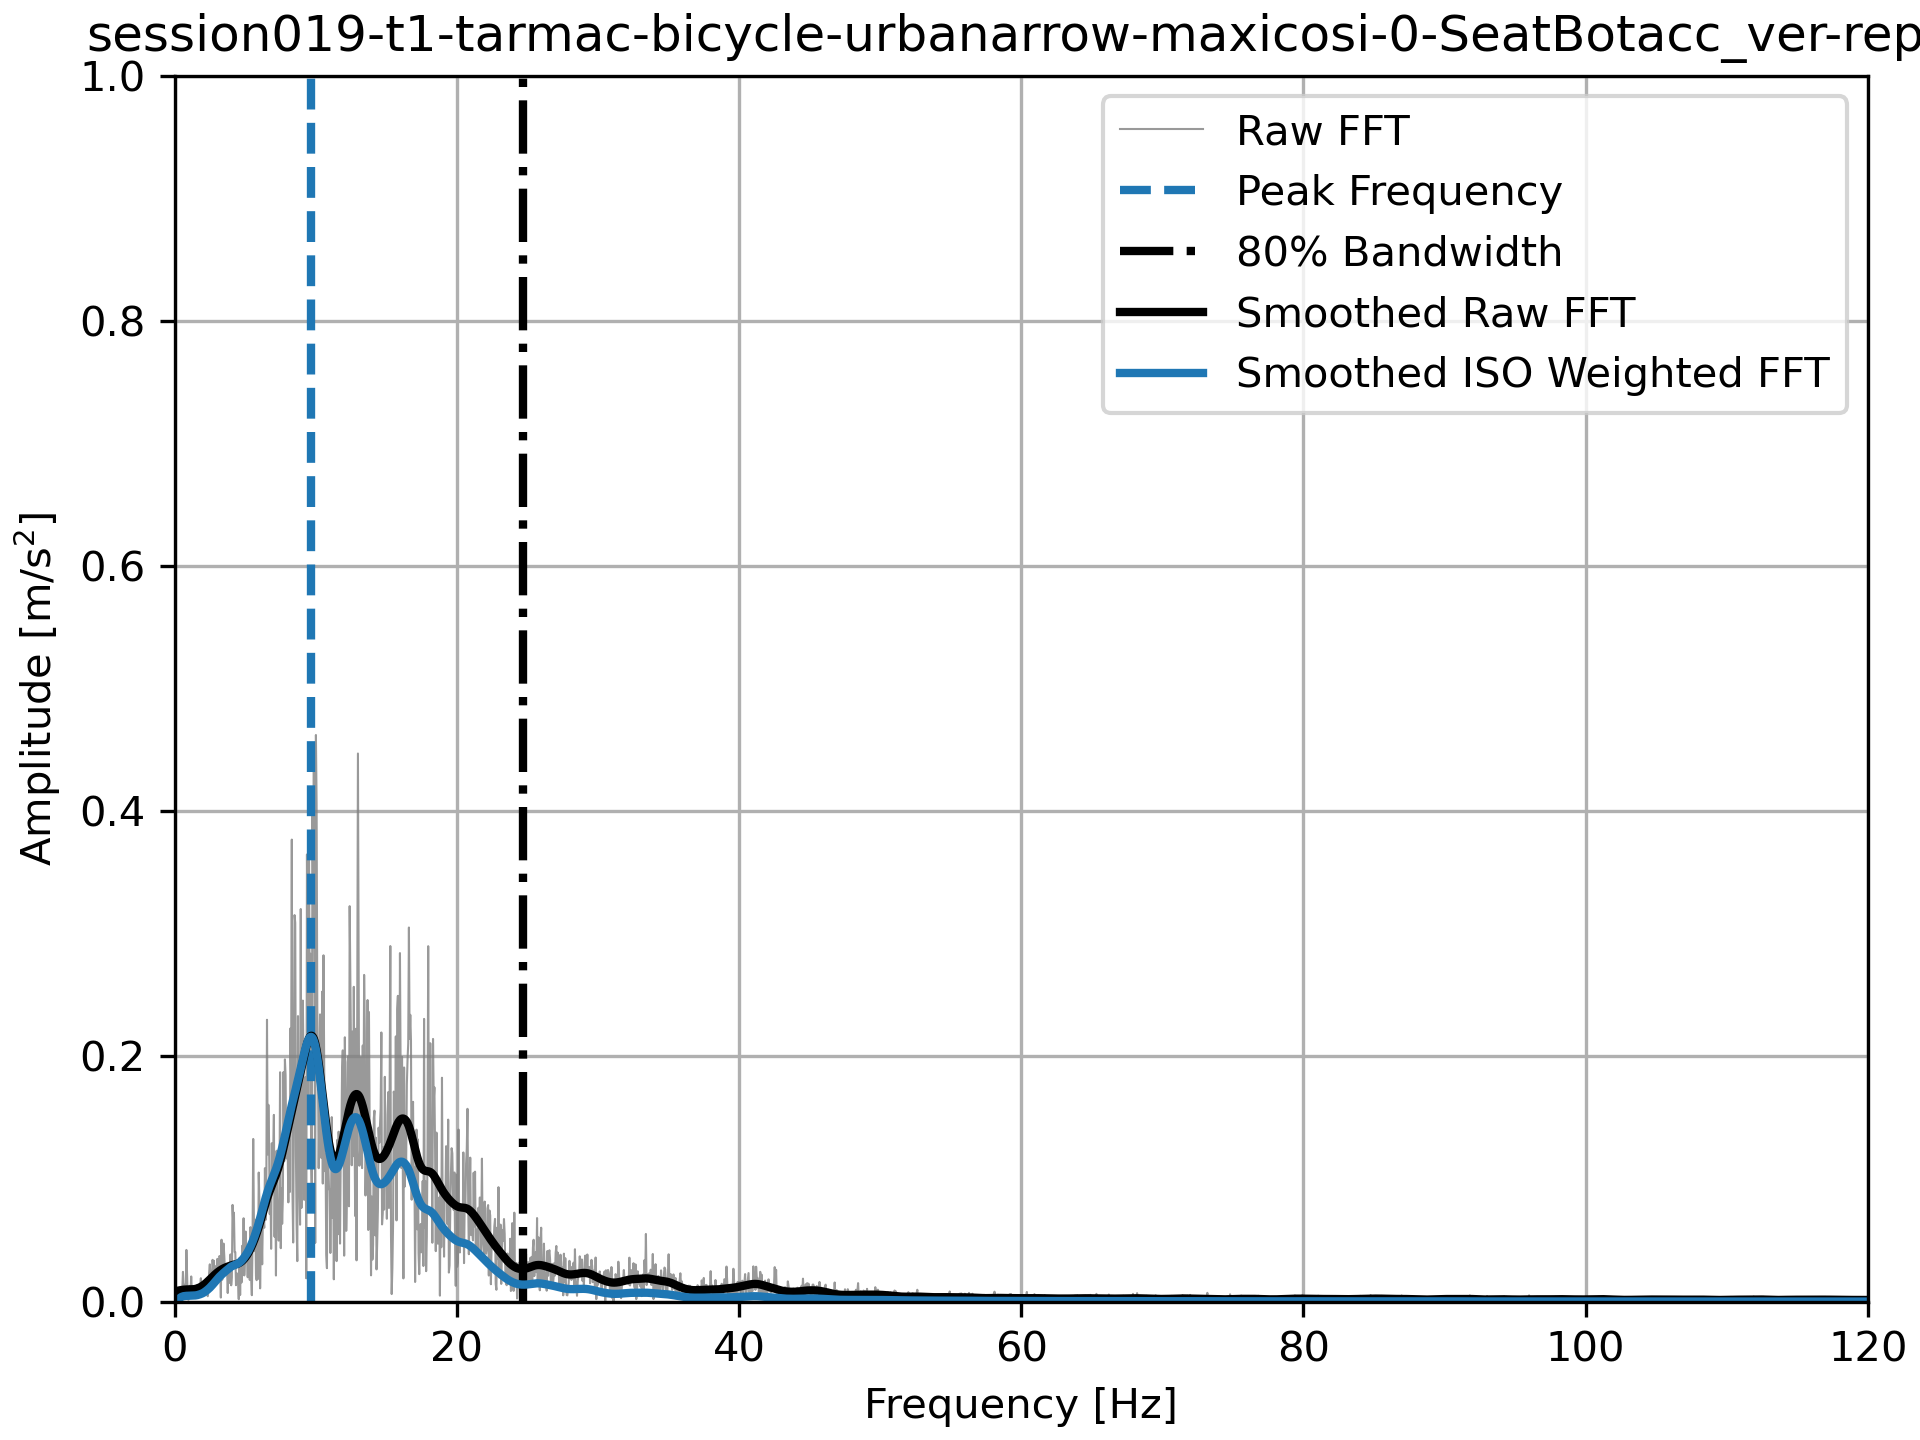 session019-t1-tarmac-bicycle-urbanarrow-maxicosi-0-SeatBotacc_ver-rep
1.0
0.8
0.6
0.4
0.2
0.0
Amplitude [m/s²]
Raw FFT
Peak Frequency
80% Bandwidth
Smoothed Raw FFT
Smoothed ISO Weighted FFT
0 20 40 60 80 100 120
Frequency [Hz]